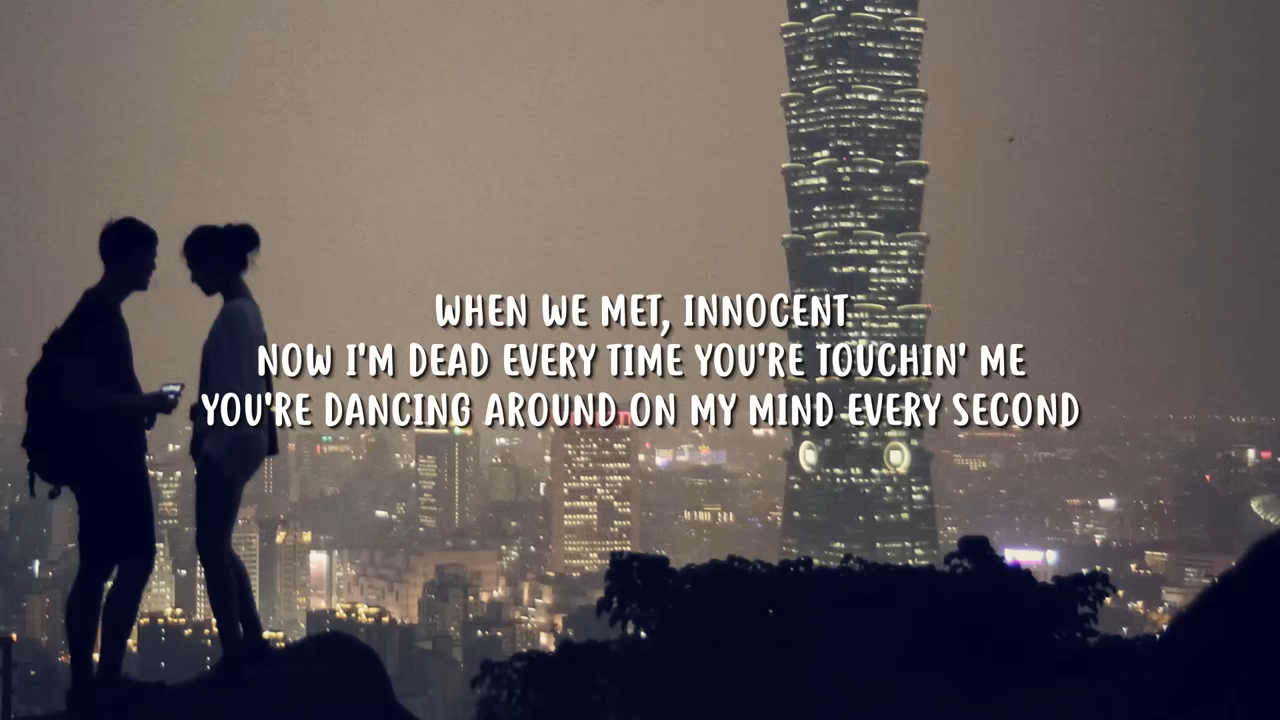 WHEN WE MET, INNOCENT
NOW I'M DEAD EVERY TIME YOU'RE TOUCHIN' ME
YOU'RE DANCING AROUND ON MY MIND EVERY SECOND